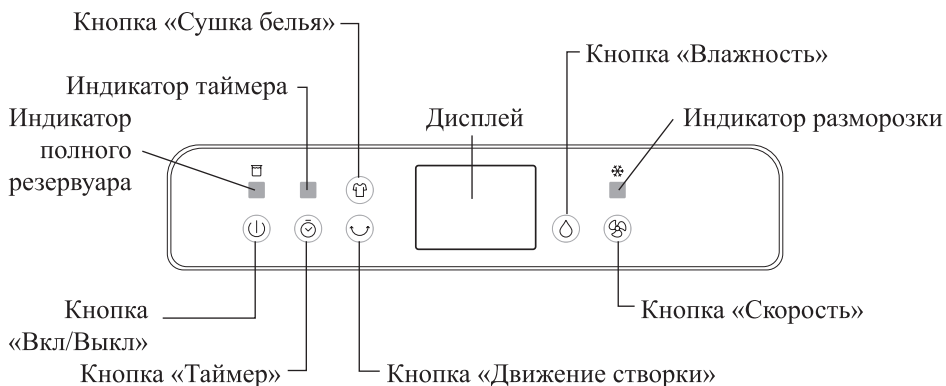 Кнопка «Сушка белья»
Кнопка «Влажность»
Индикатор таймера
Индикатор
полного
резервуара
Дисплей
Индикатор разморозки
Кнопка
«Вкл/Выкл»
Кнопка «Скорость»
Кнопка «Таймер»
Кнопка «Движение створки»